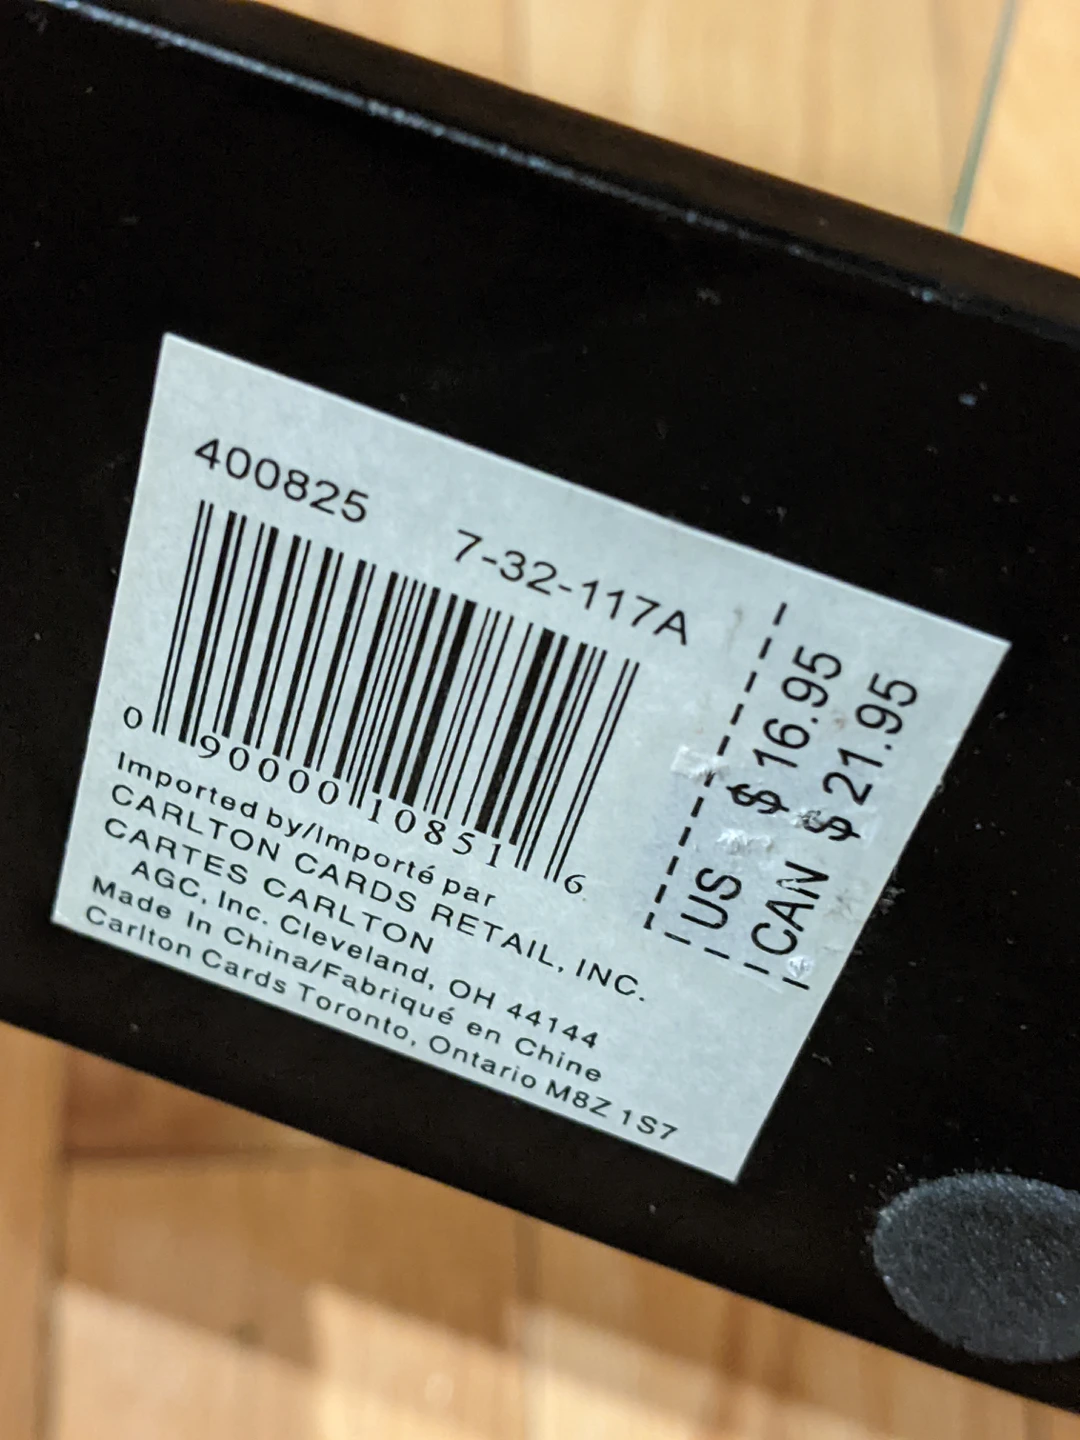 400825 7-32-117A
0 90000 10851 6
Imported by/Importé par
CARLTON CARDS RETAIL, INC.
CARTES CARLTON
AGC, Inc. Cleveland, OH 44144
Made In China/Fabriqué en Chine
Carlton Cards Toronto, Ontario M8Z 1S7
US $ 16.95
CAN $ 21.95